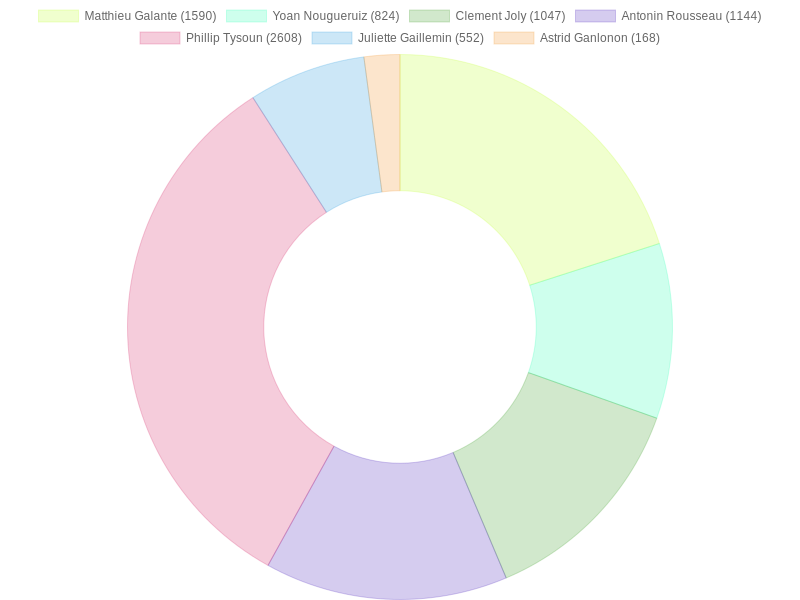 Matthieu Galante (1590) Yoan Nougueruiz (824) Clement Joly (1047) Antonin Rousseau (1144)
Phillip Tysoun (2608) Juliette Gaillemin (552) Astrid Ganlonon (168)